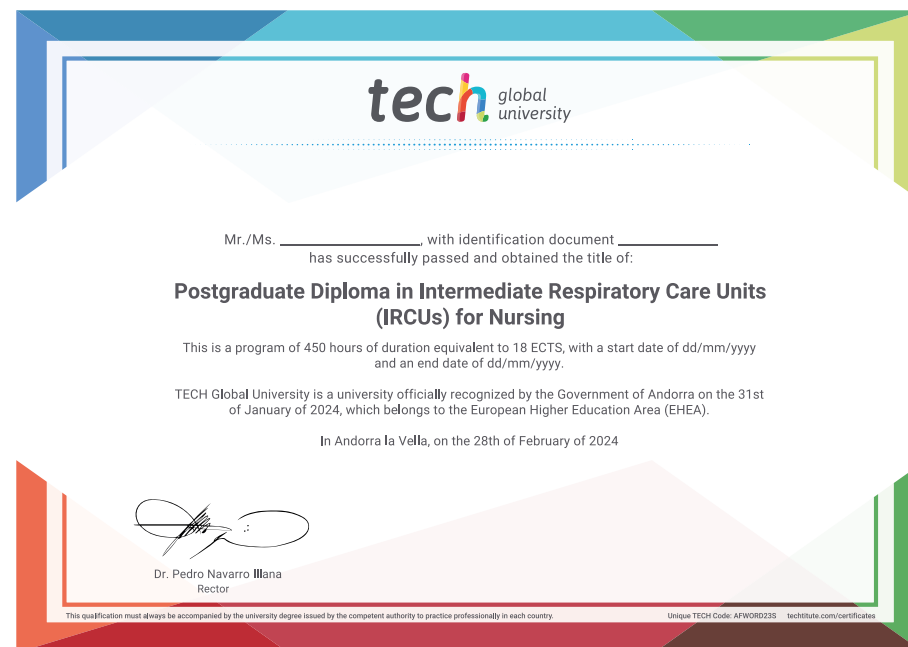 tech global university
Mr./Ms. ____________, with identification document ____________
has successfully passed and obtained the title of:
Postgraduate Diploma in Intermediate Respiratory Care Units
(IRCUs) for Nursing
This is a program of 450 hours of duration equivalent to 18 ECTS, with a start date of dd/mm/yyyy
and an end date of dd/mm/yyyy.
TECH Global University is a university officially recognized by the Government of Andorra on the 31st
of January of 2024, which belongs to the European Higher Education Area (EHEA).
In Andorra la Vella, on the 28th of February of 2024
Dr. Pedro Navarro Illana
Rector
This qualification must always be accompanied by the university degree issued by the competent authority to practice professionally in each country.
Unique TECH Code: AFWORD23S techtitute.com/certificates